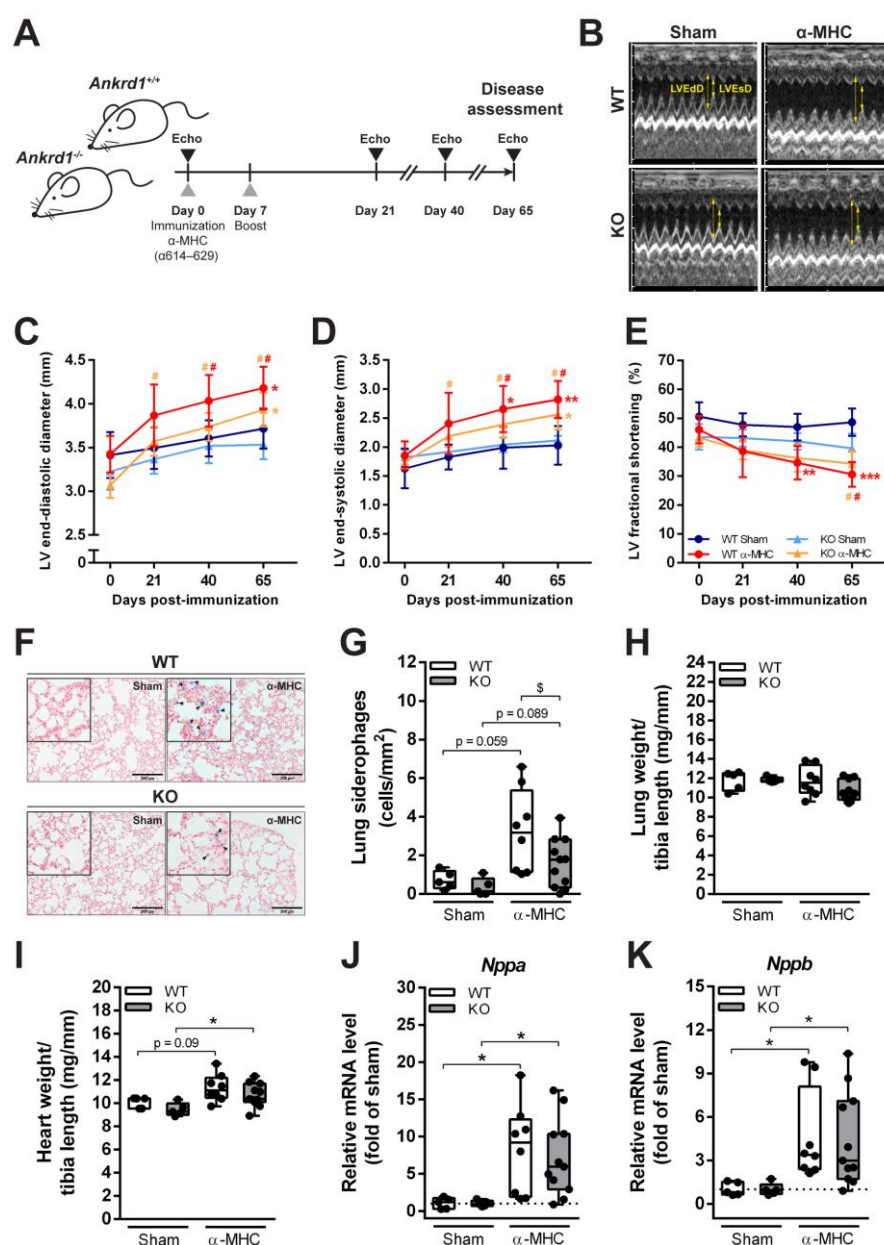 A
Ankrd1+/+
Ankrd1-/-
Disease
assessment
Echo
Echo
Echo
Echo
Day 0
Immunization
α-MHC
(α614–629)
Day 7
Boost
Day 21
Day 40
Day 65
B
Sham
α-MHC
WT
LVEdD
LVEsD
KO
C
LV end-diastolic diameter (mm)
4.5
4.0
3.5
3.0
2.5
0
#
##
##
*
*
0
21
40
65
Days post-immunization
D
LV end-systolic diameter (mm)
3.5
3.0
2.5
2.0
1.5
1.0
0
#
##
##
*
**
*
0
21
40
65
Days post-immunization
E
LV fractional shortening (%)
70
60
50
40
30
20
10
0
**
***
##
WT Sham
KO Sham
WT α-MHC
KO α-MHC
0
21
40
65
Days post-immunization
F
WT
Sham
α-MHC
KO
Sham
α-MHC
G
Lung siderophages
(cells/mm2)
12
10
8
6
4
2
0
WT
KO
$
p = 0.089
p = 0.059
Sham
α-MHC
H
Lung weight/
tibia length (mg/mm)
24
22
20
18
16
14
12
10
8
6
4
2
0
WT
KO
Sham
α-MHC
I
Heart weight/
tibia length (mg/mm)
20
18
16
14
12
10
8
6
4
2
0
WT
KO
*
p = 0.09
Sham
α-MHC
J
Nppa
Relative mRNA level
(fold of sham)
30
25
20
15
10
5
0
WT
KO
*
*
Sham
α-MHC
K
Nppb
Relative mRNA level
(fold of sham)
15
12
9
6
3
0
WT
KO
*
*
Sham
α-MHC